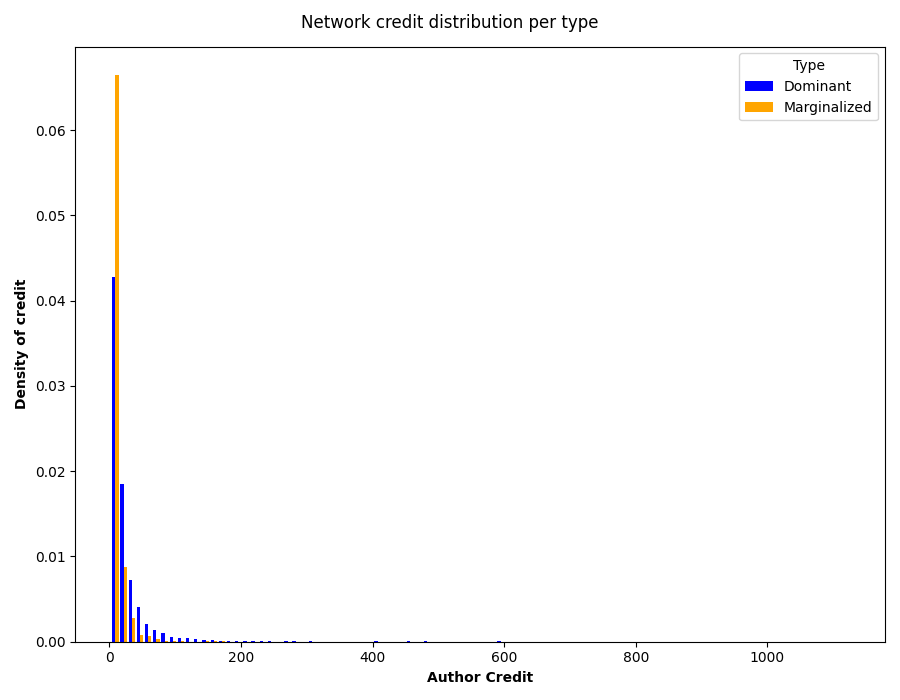 Network credit distribution per type
Type
Dominant
Marginalized
0.06
0.05
0.04
0.03
0.02
0.01
0.00
Density of credit
0 200 400 600 800 1000
Author Credit